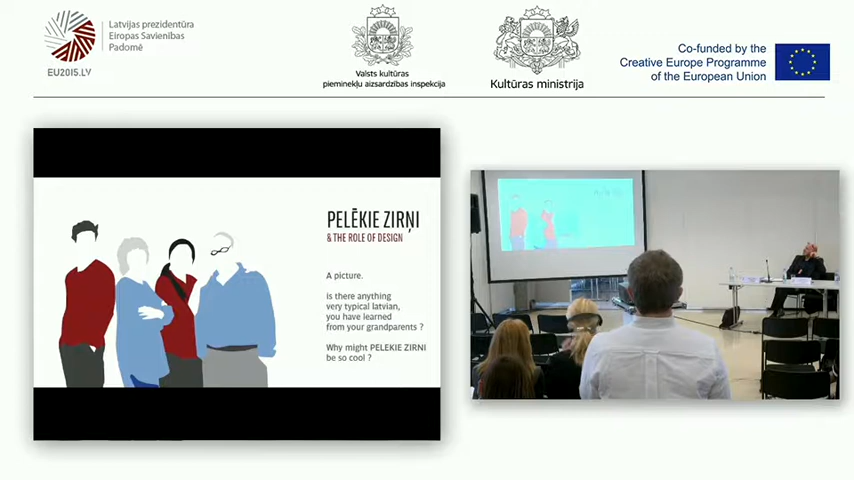 Latvijas prezidentūra
Eiropas Savienības
Padomē
EU2015.LV
Valsts kultūras
pieminekļu aizsardzības inspekcija
Kultūras ministrija
Co-funded by the
Creative Europe Programme
of the European Union
PELĒKIE ZIRŅI
& THE ROLE OF DESIGN
A picture.
is there anything
very typical latvian,
you have learned
from your grandparents ?
Why might PELEKIE ZIRNI
be so cool ?